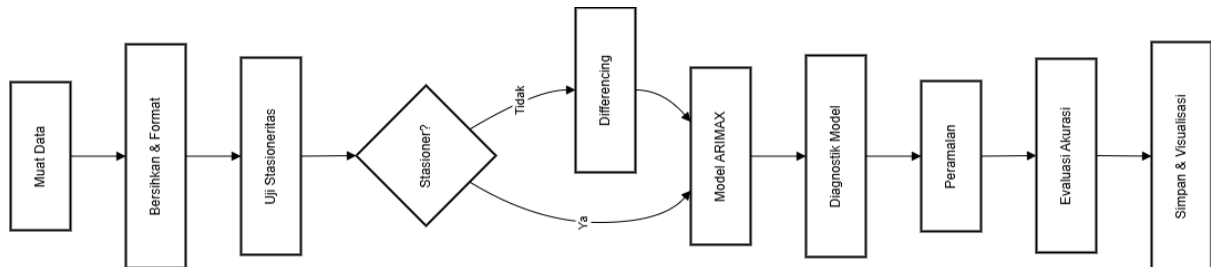 Muat Data
Bersihkan & Format
Uji Stasioneritas
Stasioner?
Tidak
Differencing
Ya
Model ARIMAX
Diagnostik Model
Peramalan
Evaluasi Akurasi
Simpan & Visualisasi